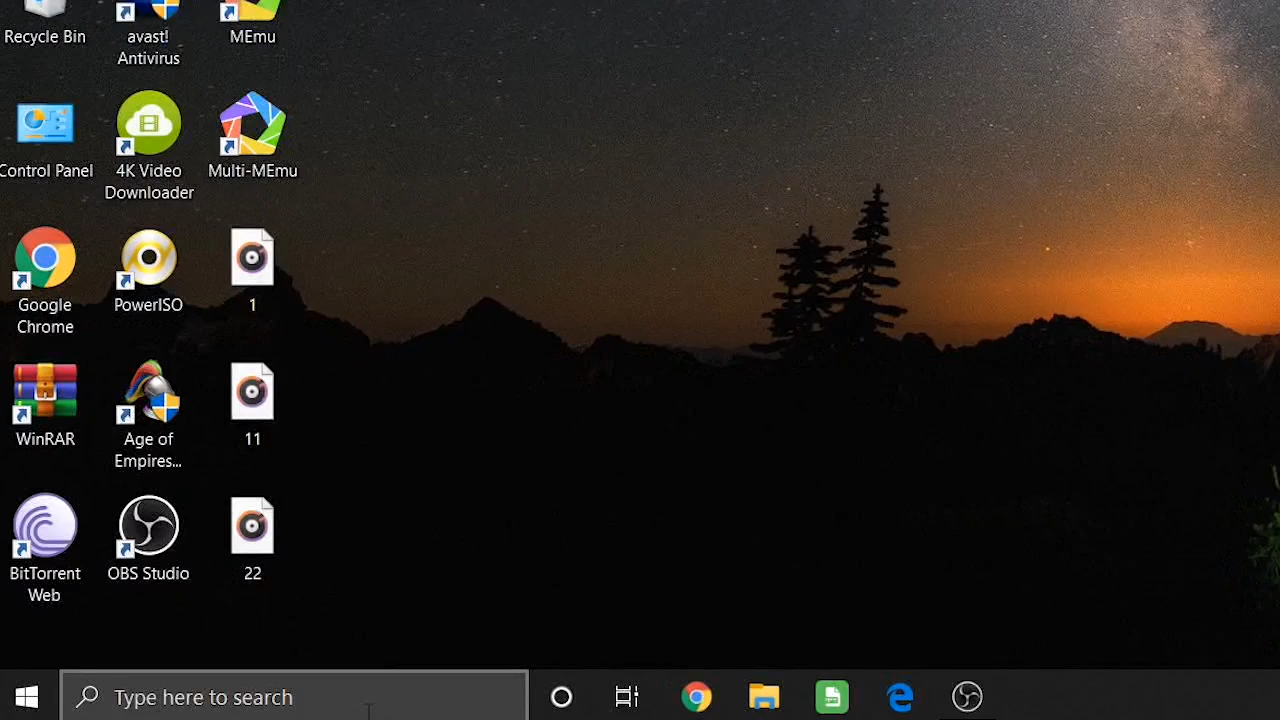 Recycle Bin
avast!
Antivirus
MEmu
Control Panel
4K Video
Downloader
Multi-MEmu
Google
Chrome
PowerISO
1
WinRAR
Age of
Empires...
11
BitTorrent
Web
OBS Studio
22
Type here to search